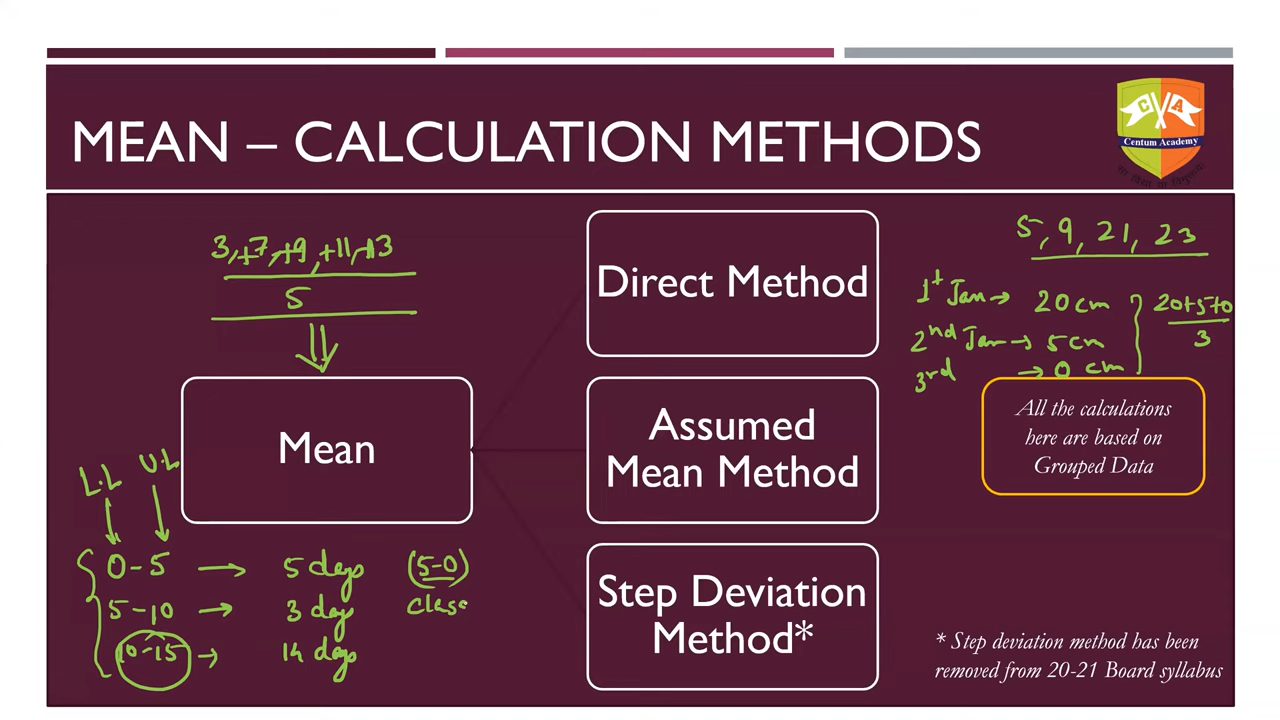 MEAN – CALCULATION METHODS
C A
Centum Academy
3, +7, +9, +11, +13
5
Mean
L.L U.L
0-5 → 5 days (5-0)
5-10 → 3 days class
10-15 → 14 days
Direct Method
Assumed
Mean Method
Step Deviation
Method*
5, 9, 21, 23
1st Jan → 20 cm
2nd Jan → 5 cm
3rd → 0 cm
20+5+0
3
All the calculations
here are based on
Grouped Data
* Step deviation method has been
removed from 20-21 Board syllabus